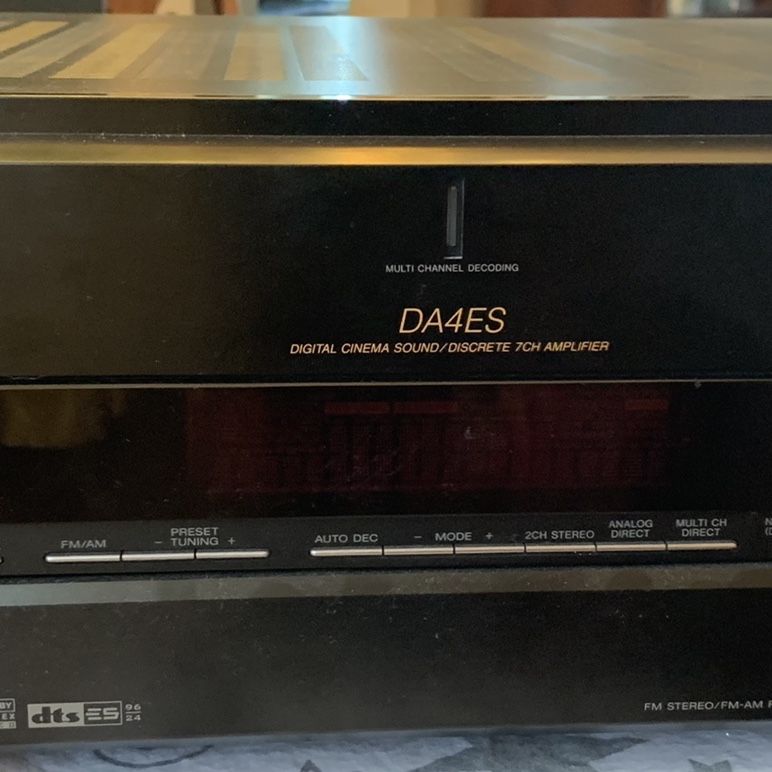 MULTI CHANNEL DECODING
DA4ES
DIGITAL CINEMA SOUND/DISCRETE 7CH AMPLIFIER
FM/AM
PRESET
- TUNING +
AUTO DEC
- MODE +
2CH STEREO
ANALOG
DIRECT
MULTI CH
DIRECT
dts ES 96
24
FM STEREO/FM-AM